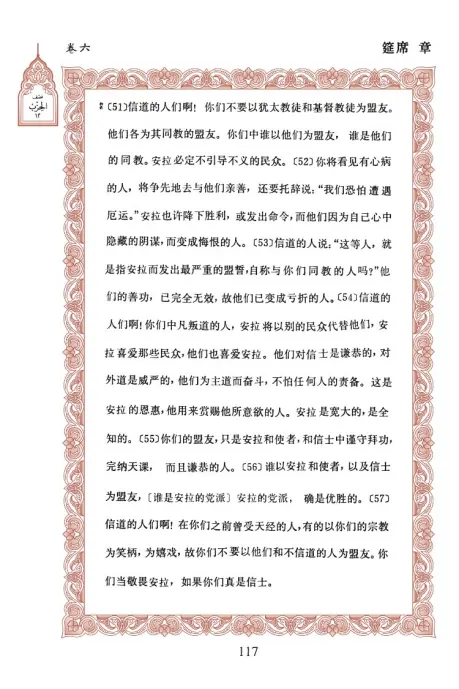 卷六
筵席 章
نصف
الحزب
١٢
〔51〕信道的人们啊! 你们不要以犹太教徒和基督教徒为盟友。
他们各为其同教的盟友。你们中谁以他们为盟友, 谁是他们
的同教。安拉必定不引导不义的民众。〔52〕你将看见有心病
的人, 将争先地去与他们亲善, 还要托辞说:“我们恐怕遭遇
厄运。”安拉也许降下胜利, 或发出命令, 而他们因为自己心中
隐藏的阴谋, 而变成悔恨的人。〔53〕信道的人说:“这等人, 就
是指安拉而发出最严重的盟誓, 自称与你们同教的人吗?”他
们的善功, 已完全无效, 故他们已变成亏折的人。〔54〕信道的
人们啊! 你们中凡叛道的人, 安拉将以别的民众代替他们, 安
拉喜爱那些民众, 他们也喜爱安拉。他们对信士是谦恭的, 对
外道是威严的, 他们为主道而奋斗, 不怕任何人的责备。这是
安拉的恩惠, 他用来赏赐他所意欲的人。安拉是宽大的, 是全
知的。〔55〕你们的盟友, 只是安拉和使者, 和信士中谨守拜功,
完纳天课, 而且谦恭的人。〔56〕谁以安拉和使者, 以及信士
为盟友,〔谁是安拉的党派〕安拉的党派, 确是优胜的。〔57〕
信道的人们啊! 在你们之前曾受天经的人, 有的以你们的宗教
为笑柄, 为嬉戏, 故你们不要以他们和不信道的人为盟友。你
们当敬畏安拉, 如果你们真是信士。
117